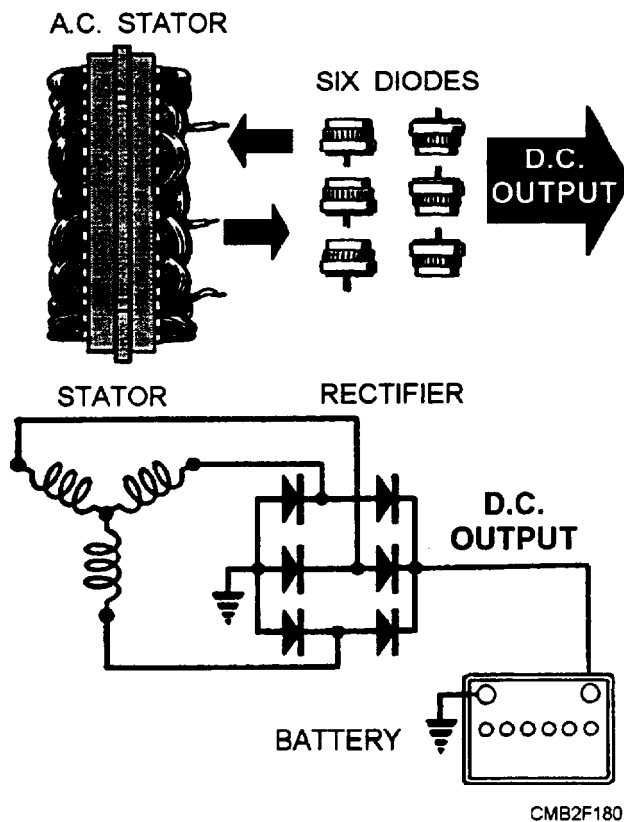 A.C. STATOR
SIX DIODES
D.C.
OUTPUT
STATOR
RECTIFIER
D.C.
OUTPUT
BATTERY
CMB2F180